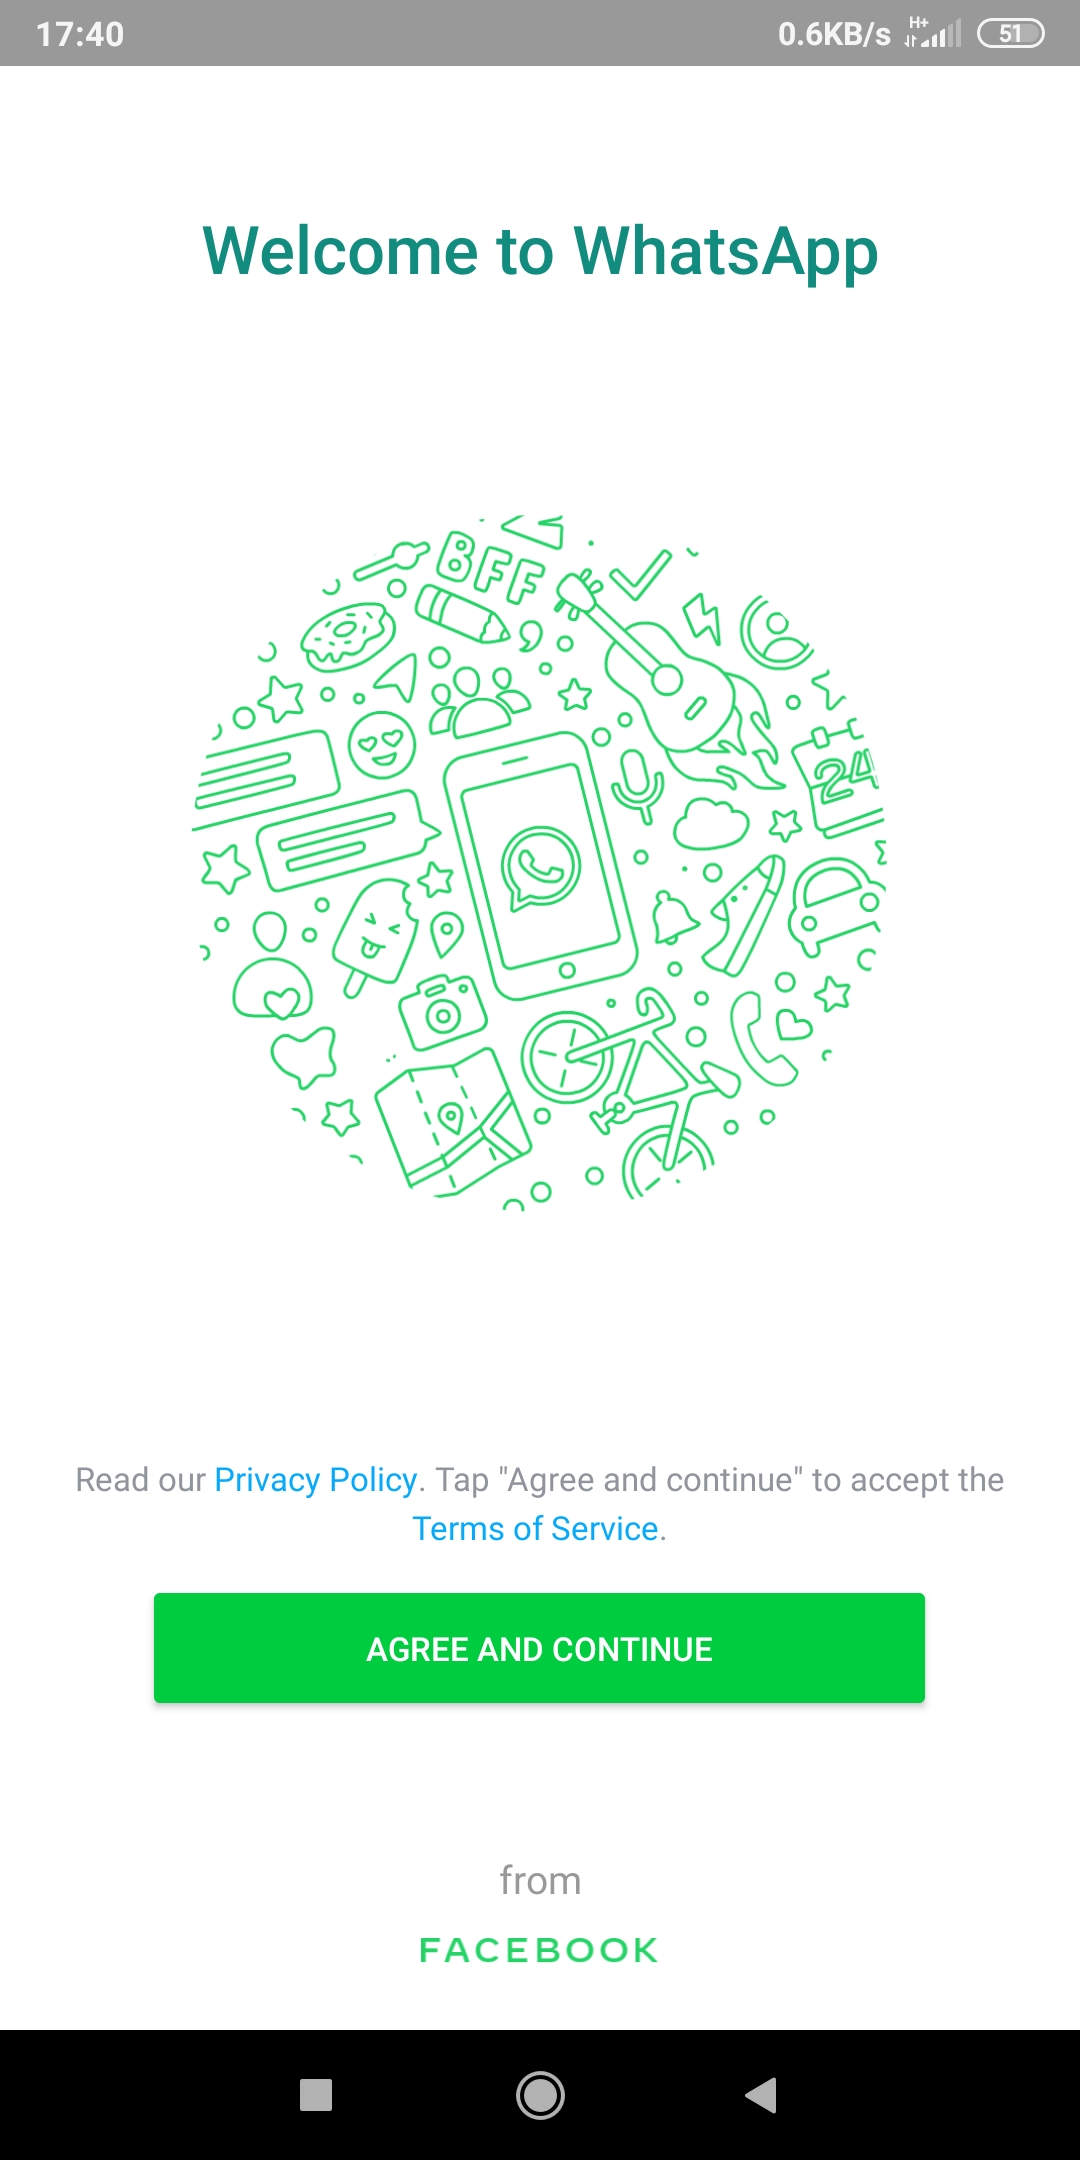 17:40 0.6KB/s H+ 51
Welcome to WhatsApp
BFF
24
Read our Privacy Policy. Tap "Agree and continue" to accept the
Terms of Service.
AGREE AND CONTINUE
from
FACEBOOK